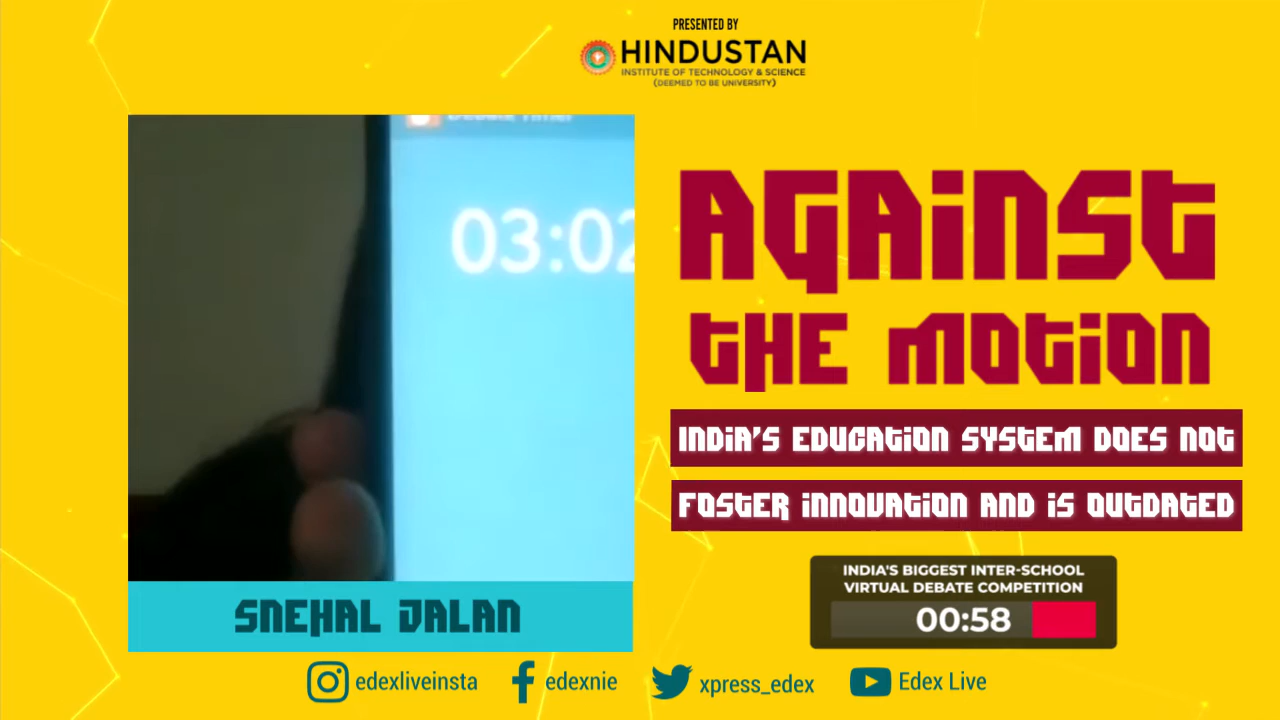 PRESENTED BY
HINDUSTAN
INSTITUTE OF TECHNOLOGY & SCIENCE
(DEEMED TO BE UNIVERSITY)
03:02
AGAINST
THE MOTION
INDIA'S EDUCATION SYSTEM DOES NOT
FOSTER INNOVATION AND IS OUTDATED
INDIA'S BIGGEST INTER-SCHOOL
VIRTUAL DEBATE COMPETITION
00:58
SNEHAL JALAN
edexliveinsta
edexnie
xpress_edex
Edex Live